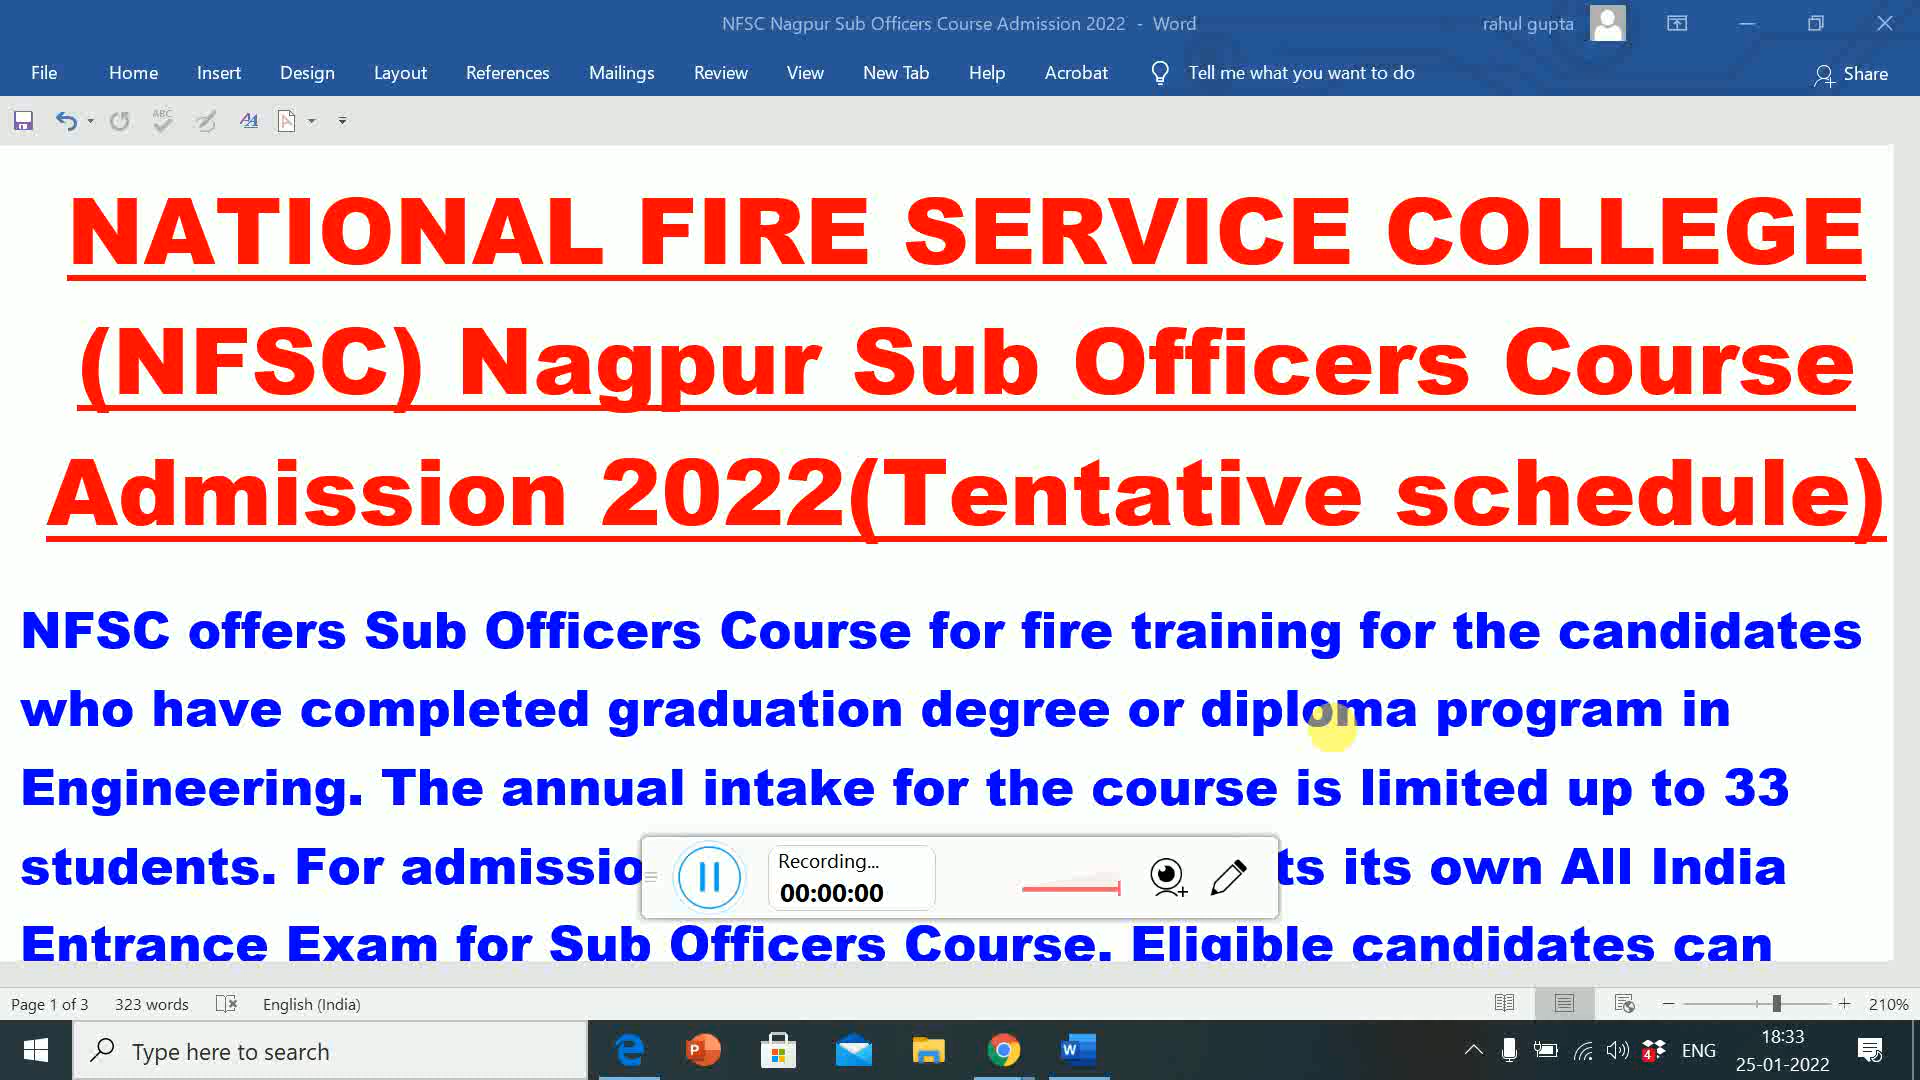 NFSC Nagpur Sub Officers Course Admission 2022 - Word
rahul gupta
File Home Insert Design Layout References Mailings Review View New Tab Help Acrobat Tell me what you want to do Share
NATIONAL FIRE SERVICE COLLEGE
(NFSC) Nagpur Sub Officers Course
Admission 2022(Tentative schedule)
NFSC offers Sub Officers Course for fire training for the candidates
who have completed graduation degree or diploma program in
Engineering. The annual intake for the course is limited up to 33
students. For admissio ts its own All India
Entrance Exam for Sub Officers Course. Eligible candidates can
Recording...
00:00:00
Page 1 of 3 323 words English (India) 210%
Type here to search
ENG
18:33
25-01-2022